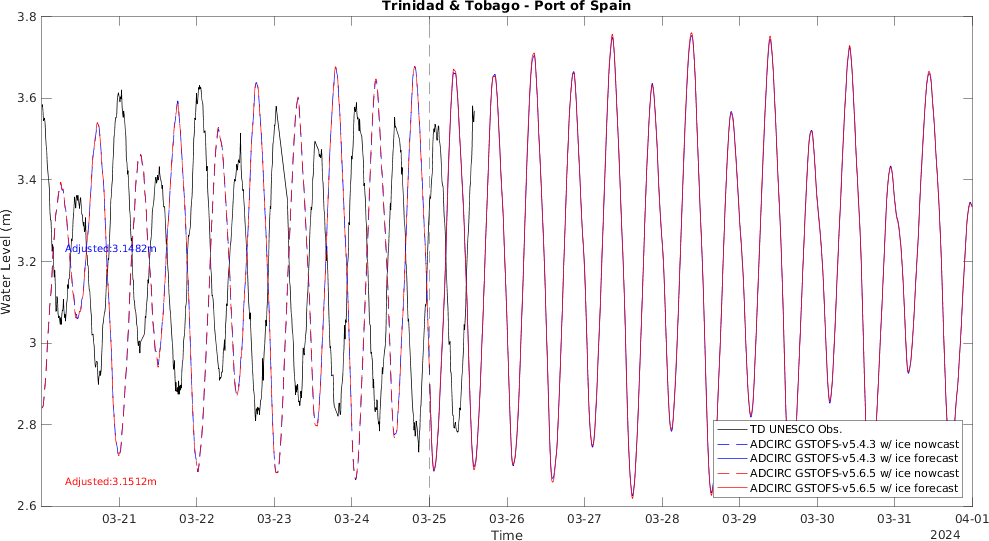 Trinidad & Tobago - Port of Spain
3.8
3.6
3.4
3.2
3
2.8
2.6
Water Level (m)
Adjusted:3.1482m
Adjusted:3.1512m
TD UNESCO Obs.
ADCIRC GSTOFS-v5.4.3 w/ ice nowcast
ADCIRC GSTOFS-v5.4.3 w/ ice forecast
ADCIRC GSTOFS-v5.6.5 w/ ice nowcast
ADCIRC GSTOFS-v5.6.5 w/ ice forecast
03-21 03-22 03-23 03-24 03-25 03-26 03-27 03-28 03-29 03-30 03-31 04-01
Time
2024